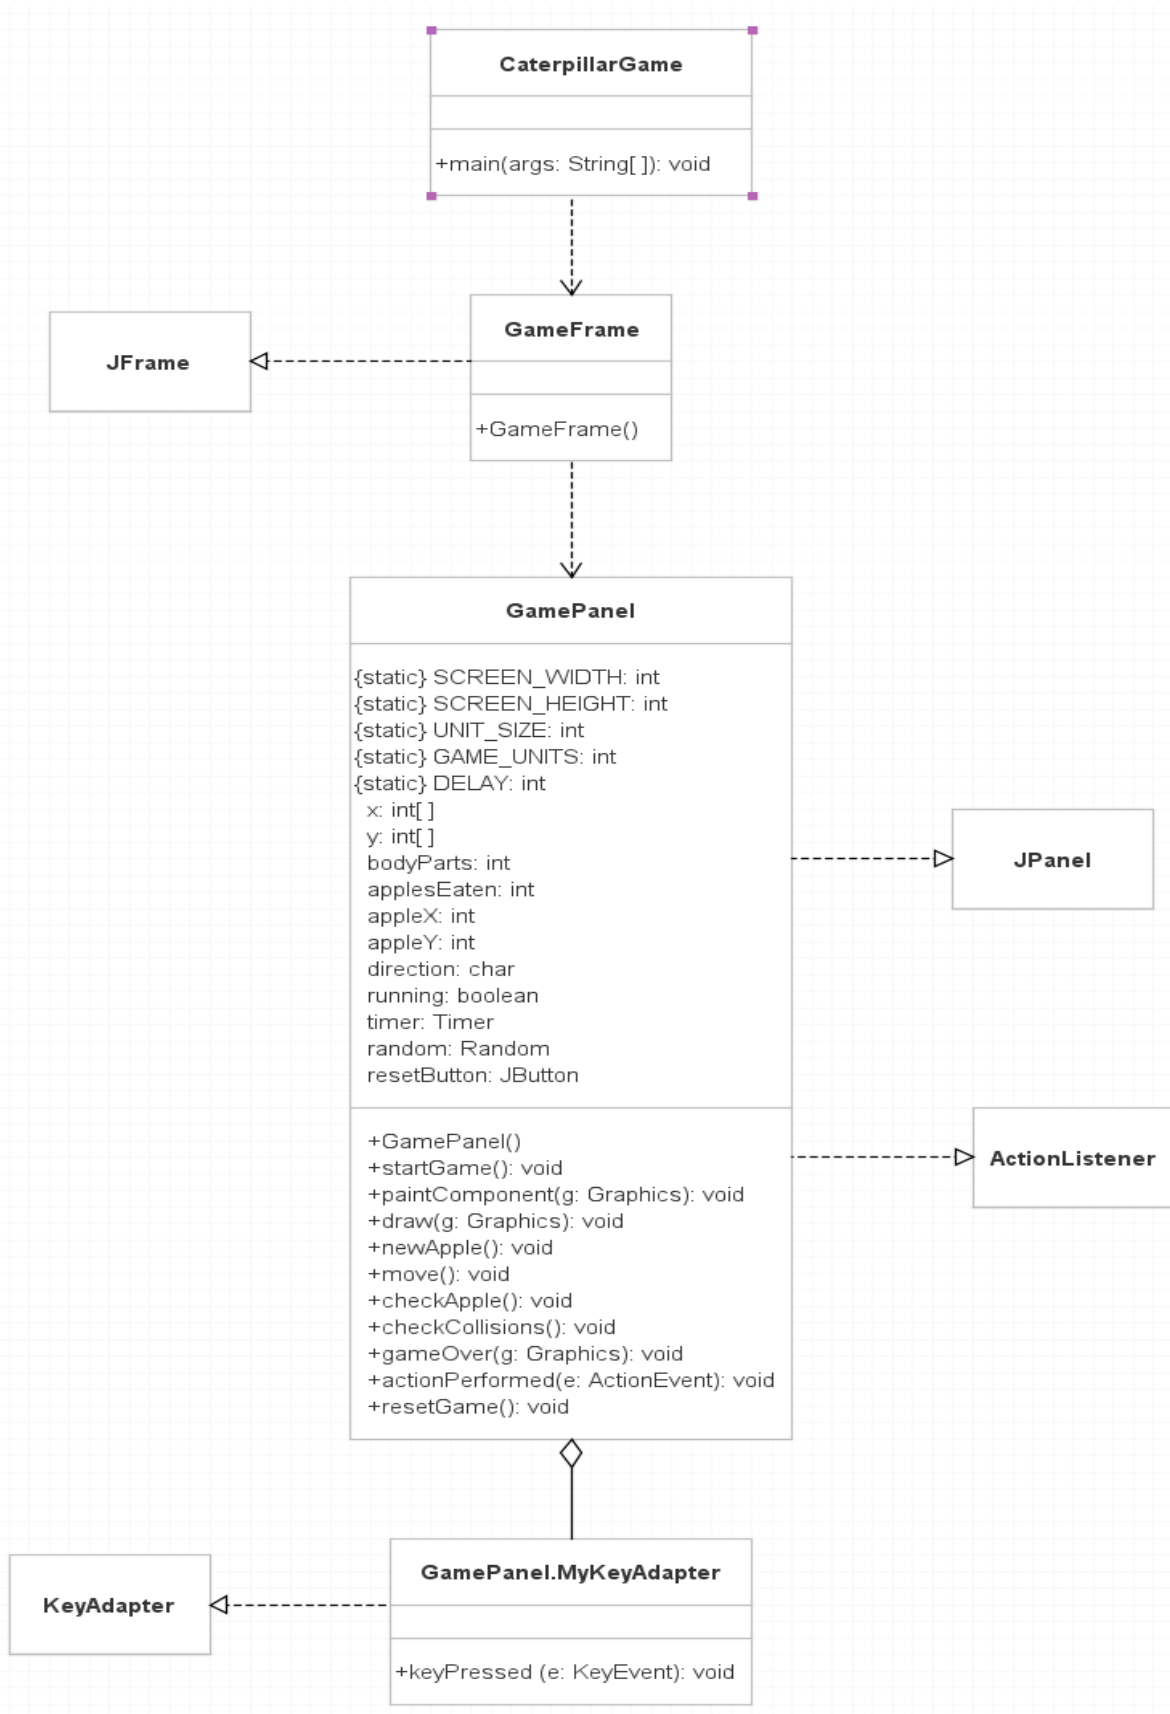 CaterpillarGame
+main(args: String[ ]): void
GameFrame
JFrame
+GameFrame()
GamePanel
{static} SCREEN_WIDTH: int
{static} SCREEN_HEIGHT: int
{static} UNIT_SIZE: int
{static} GAME_UNITS: int
{static} DELAY: int
x: int[ ]
y: int[ ]
bodyParts: int
applesEaten: int
appleX: int
appleY: int
direction: char
running: boolean
timer: Timer
random: Random
resetButton: JButton
JPanel
+GamePanel()
+startGame(): void
+paintComponent(g: Graphics): void
+draw(g: Graphics): void
+newApple(): void
+move(): void
+checkApple(): void
+checkCollisions(): void
+gameOver(g: Graphics): void
+actionPerformed(e: ActionEvent): void
+resetGame(): void
ActionListener
GamePanel.MyKeyAdapter
KeyAdapter
+keyPressed (e: KeyEvent): void